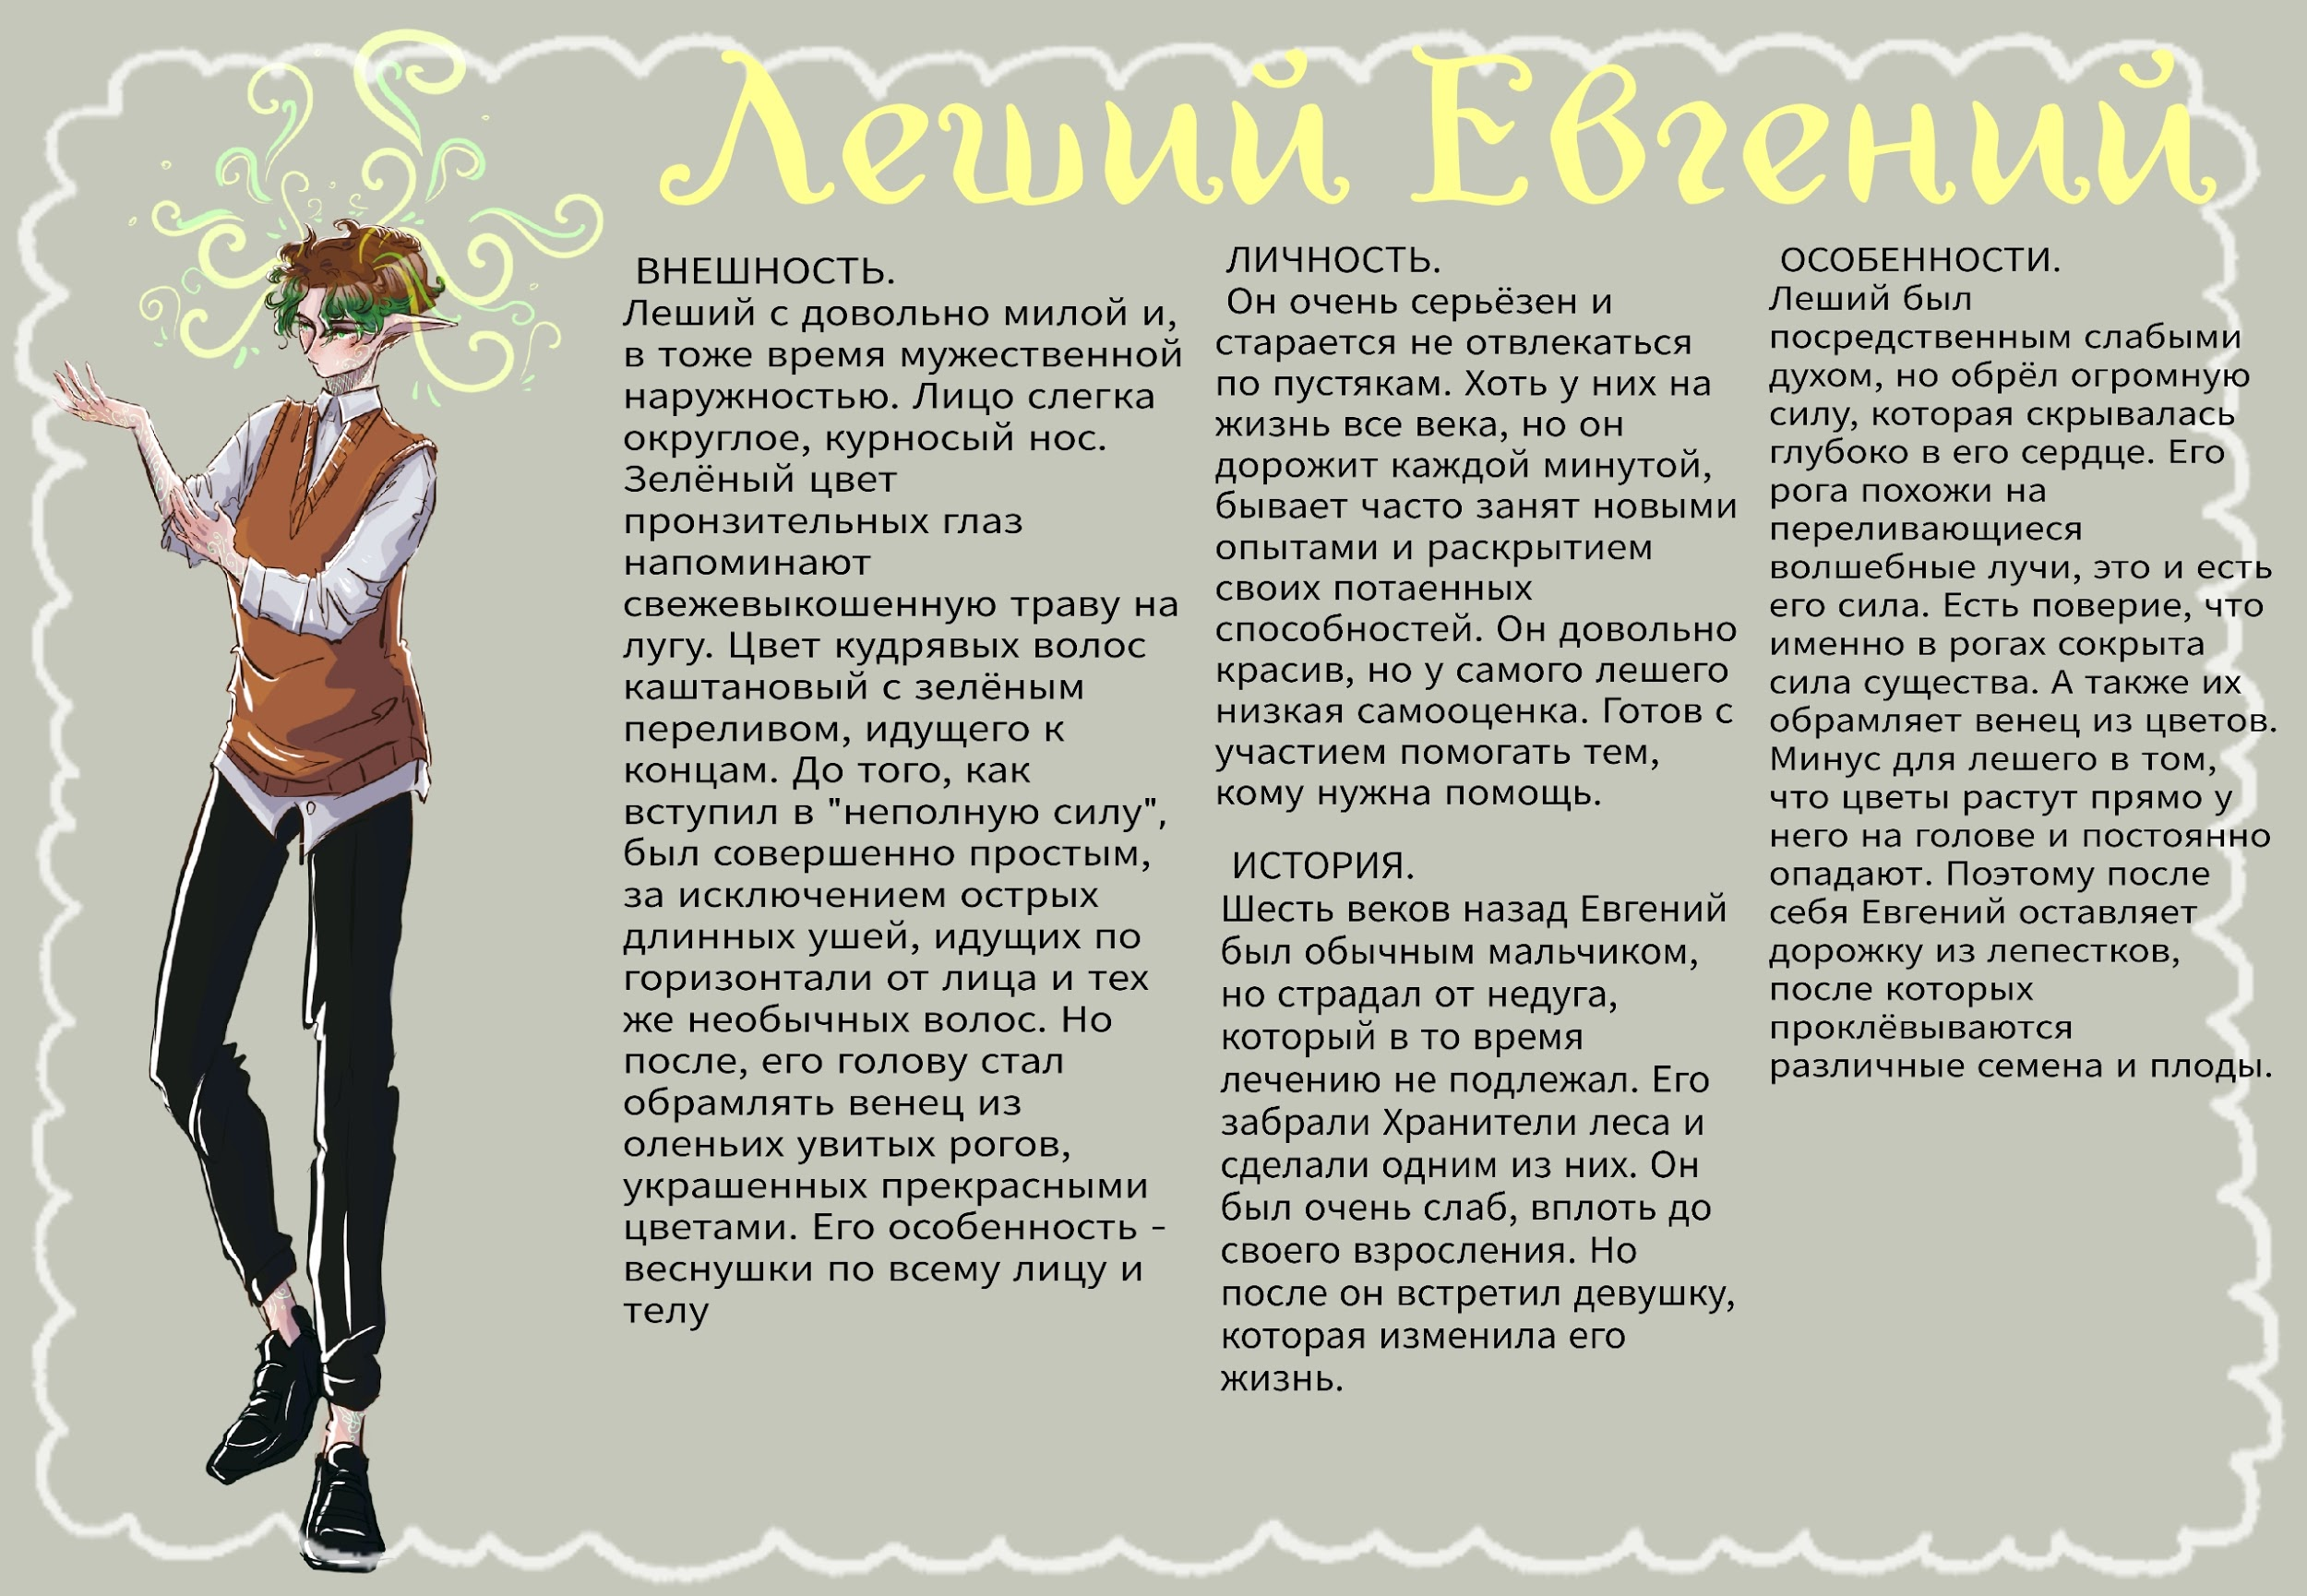 Леший Евгений
ВНЕШНОСТЬ.
Леший с довольно милой и,
в тоже время мужественной
наружностью. Лицо слегка
округлое, курносый нос.
Зелёный цвет
пронзительных глаз
напоминают
свежевыкошенную траву на
лугу. Цвет кудрявых волос
каштановый с зелёным
переливом, идущего к
концам. До того, как
вступил в "неполную силу",
был совершенно простым,
за исключением острых
длинных ушей, идущих по
горизонтали от лица и тех
же необычных волос. Но
после, его голову стал
обрамлять венец из
оленьих увитых рогов,
украшенных прекрасными
цветами. Его особенность -
веснушки по всему лицу и
телу
ЛИЧНОСТЬ.
Он очень серьёзен и
старается не отвлекаться
по пустякам. Хоть у них на
жизнь все века, но он
дорожит каждой минутой,
бывает часто занят новыми
опытами и раскрытием
своих потаенных
способностей. Он довольно
красив, но у самого лешего
низкая самооценка. Готов с
участием помогать тем,
кому нужна помощь.
ИСТОРИЯ.
Шесть веков назад Евгений
был обычным мальчиком,
но страдал от недуга,
который в то время
лечению не подлежал. Его
забрали Хранители леса и
сделали одним из них. Он
был очень слаб, вплоть до
своего взросления. Но
после он встретил девушку,
которая изменила его
жизнь.
ОСОБЕННОСТИ.
Леший был
посредственным слабыми
духом, но обрёл огромную
силу, которая скрывалась
глубоко в его сердце. Его
рога похожи на
переливающиеся
волшебные лучи, это и есть
его сила. Есть поверие, что
именно в рогах сокрыта
сила существа. А также их
обрамляет венец из цветов.
Минус для лешего в том,
что цветы растут прямо у
него на голове и постоянно
опадают. Поэтому после
себя Евгений оставляет
дорожку из лепестков,
после которых
проклёвываются
различные семена и плоды.